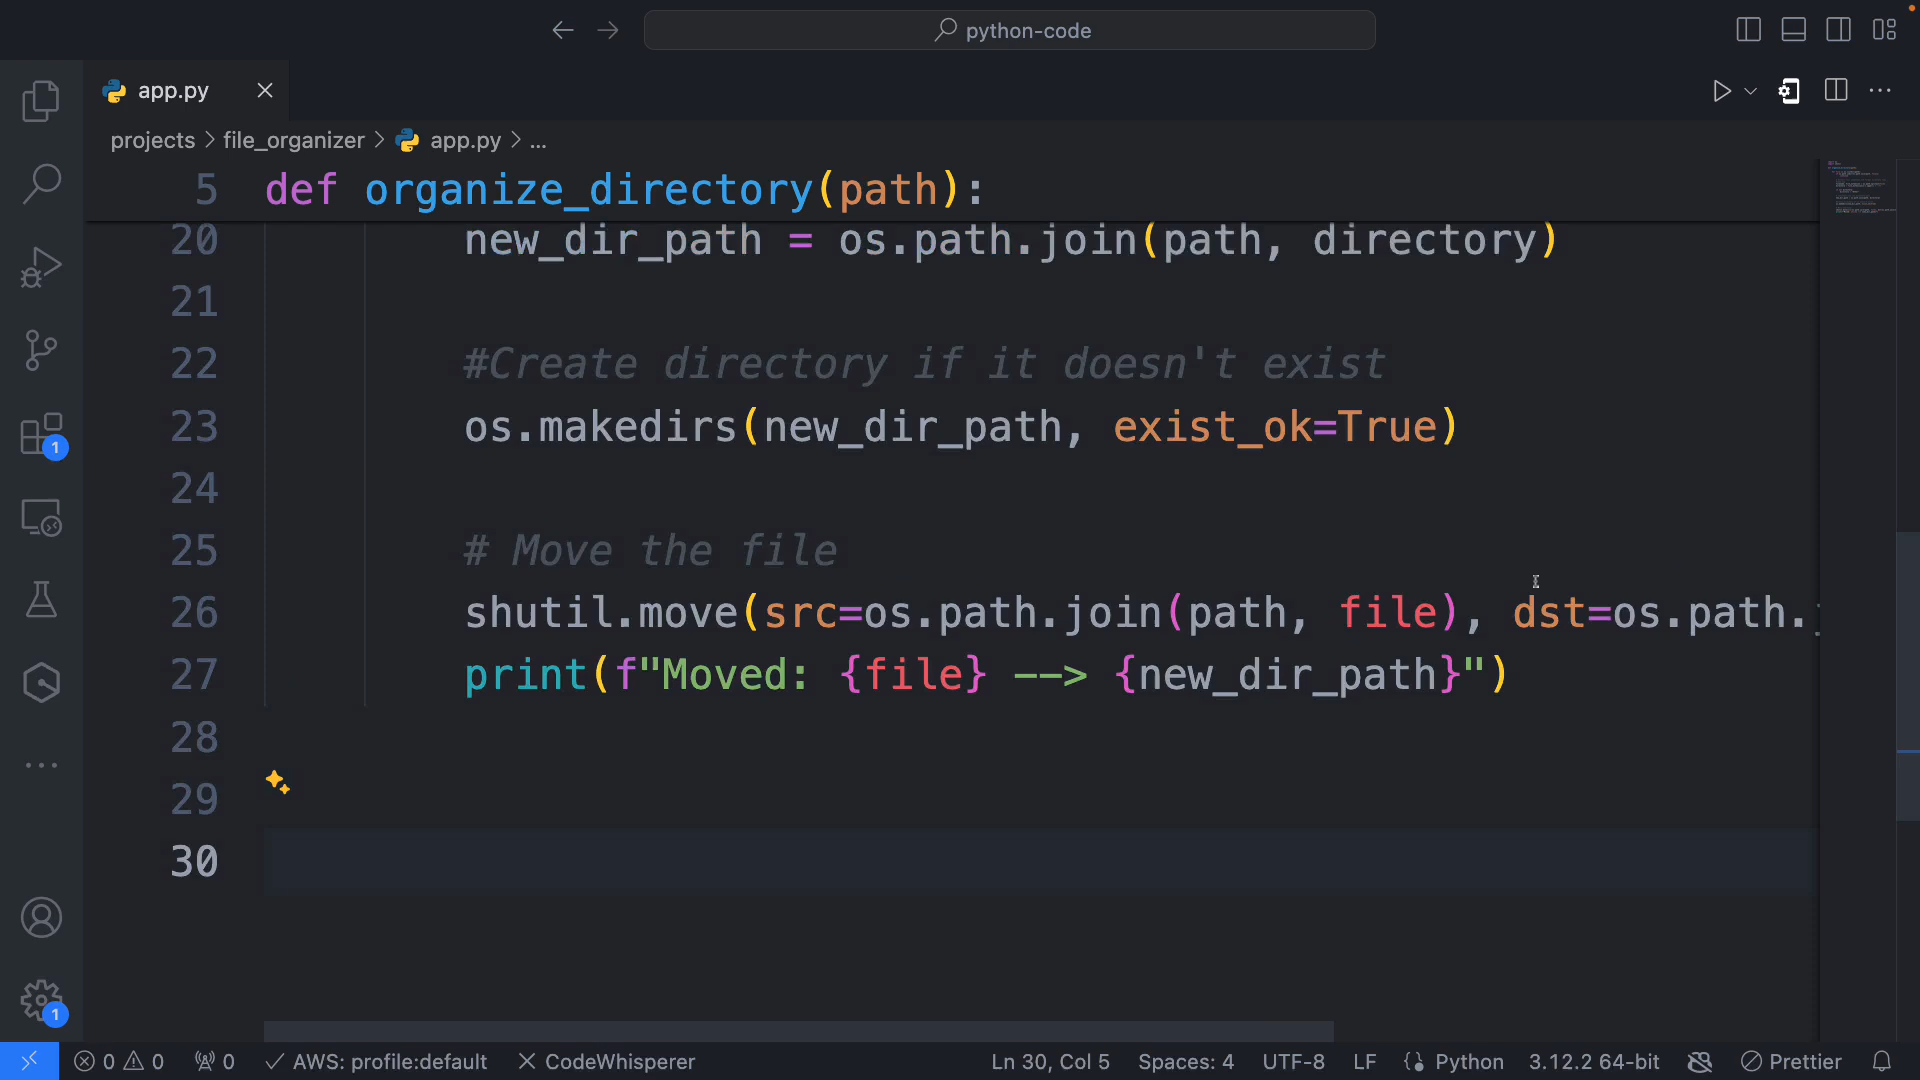 python-code
app.py
projects > file_organizer > app.py > ...
5 def organize_directory(path):
20 new_dir_path = os.path.join(path, directory)
21
22 #Create directory if it doesn't exist
23 os.makedirs(new_dir_path, exist_ok=True)
24
25 # Move the file
26 shutil.move(src=os.path.join(path, file), dst=os.path.
27 print(f"Moved: {file} --> {new_dir_path}")
28
29
30
1
1
0 0 0 AWS: profile:default CodeWhisperer Ln 30, Col 5 Spaces: 4 UTF-8 LF Python 3.12.2 64-bit Prettier